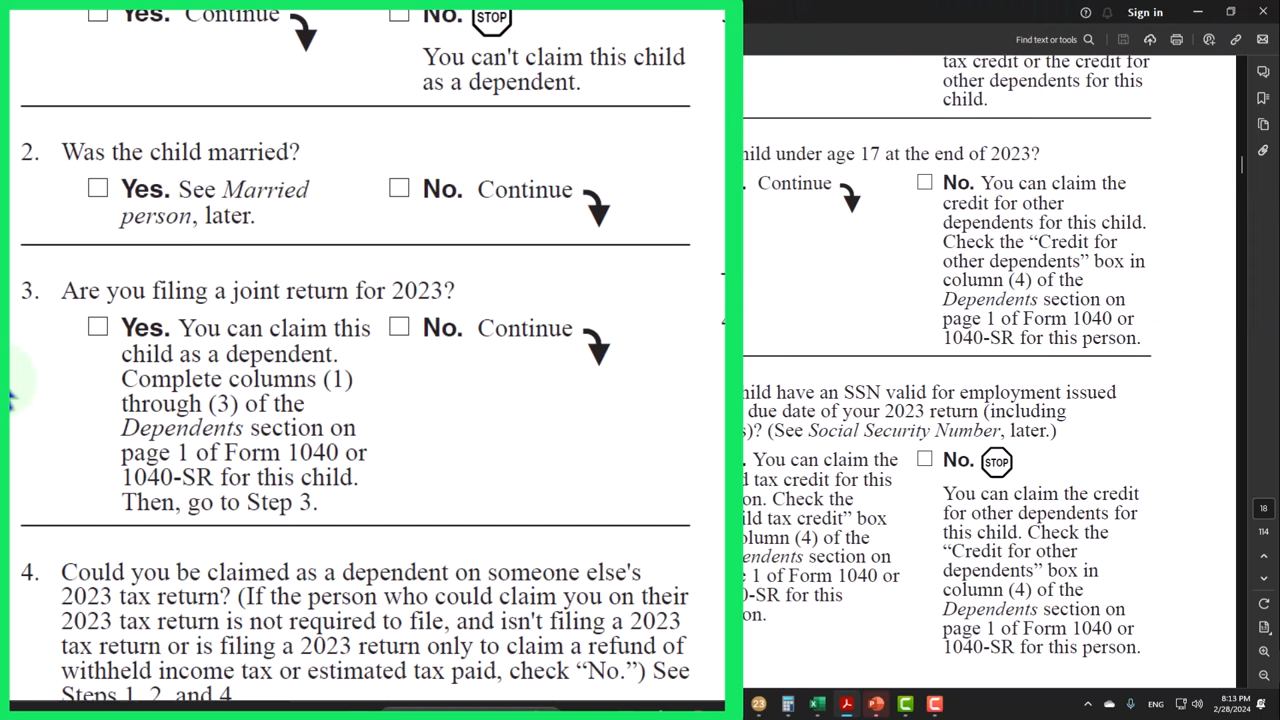 Yes. Continue
No. STOP
You can't claim this child
as a dependent.
2. Was the child married?
Yes. See Married
person, later.
No. Continue
3. Are you filing a joint return for 2023?
Yes. You can claim this
child as a dependent.
Complete columns (1)
through (3) of the
Dependents section on
page 1 of Form 1040 or
1040-SR for this child.
Then, go to Step 3.
No. Continue
4. Could you be claimed as a dependent on someone else's
2023 tax return? (If the person who could claim you on their
2023 tax return is not required to file, and isn't filing a 2023
tax return or is filing a 2023 return only to claim a refund of
withheld income tax or estimated tax paid, check “No.”) See
Steps 1, 2, and 4
Sign in
Find text or tools
tax credit or the credit for
other dependents for this
child.
hild under age 17 at the end of 2023?
Continue
No. You can claim the
credit for other
dependents for this child.
Check the “Credit for
other dependents” box in
column (4) of the
Dependents section on
page 1 of Form 1040 or
1040-SR for this person.
hild have an SSN valid for employment issued
due date of your 2023 return (including
s)? (See Social Security Number, later.)
. You can claim the
d tax credit for this
on. Check the
ild tax credit” box
olumn (4) of the
endents section on
1 of Form 1040 or
0-SR for this
on.
No. STOP
You can claim the credit
for other dependents for
this child. Check the
“Credit for other
dependents” box in
column (4) of the
Dependents section on
page 1 of Form 1040 or
1040-SR for this person.
18
114
23
ENG
8:13 PM
2/28/2024